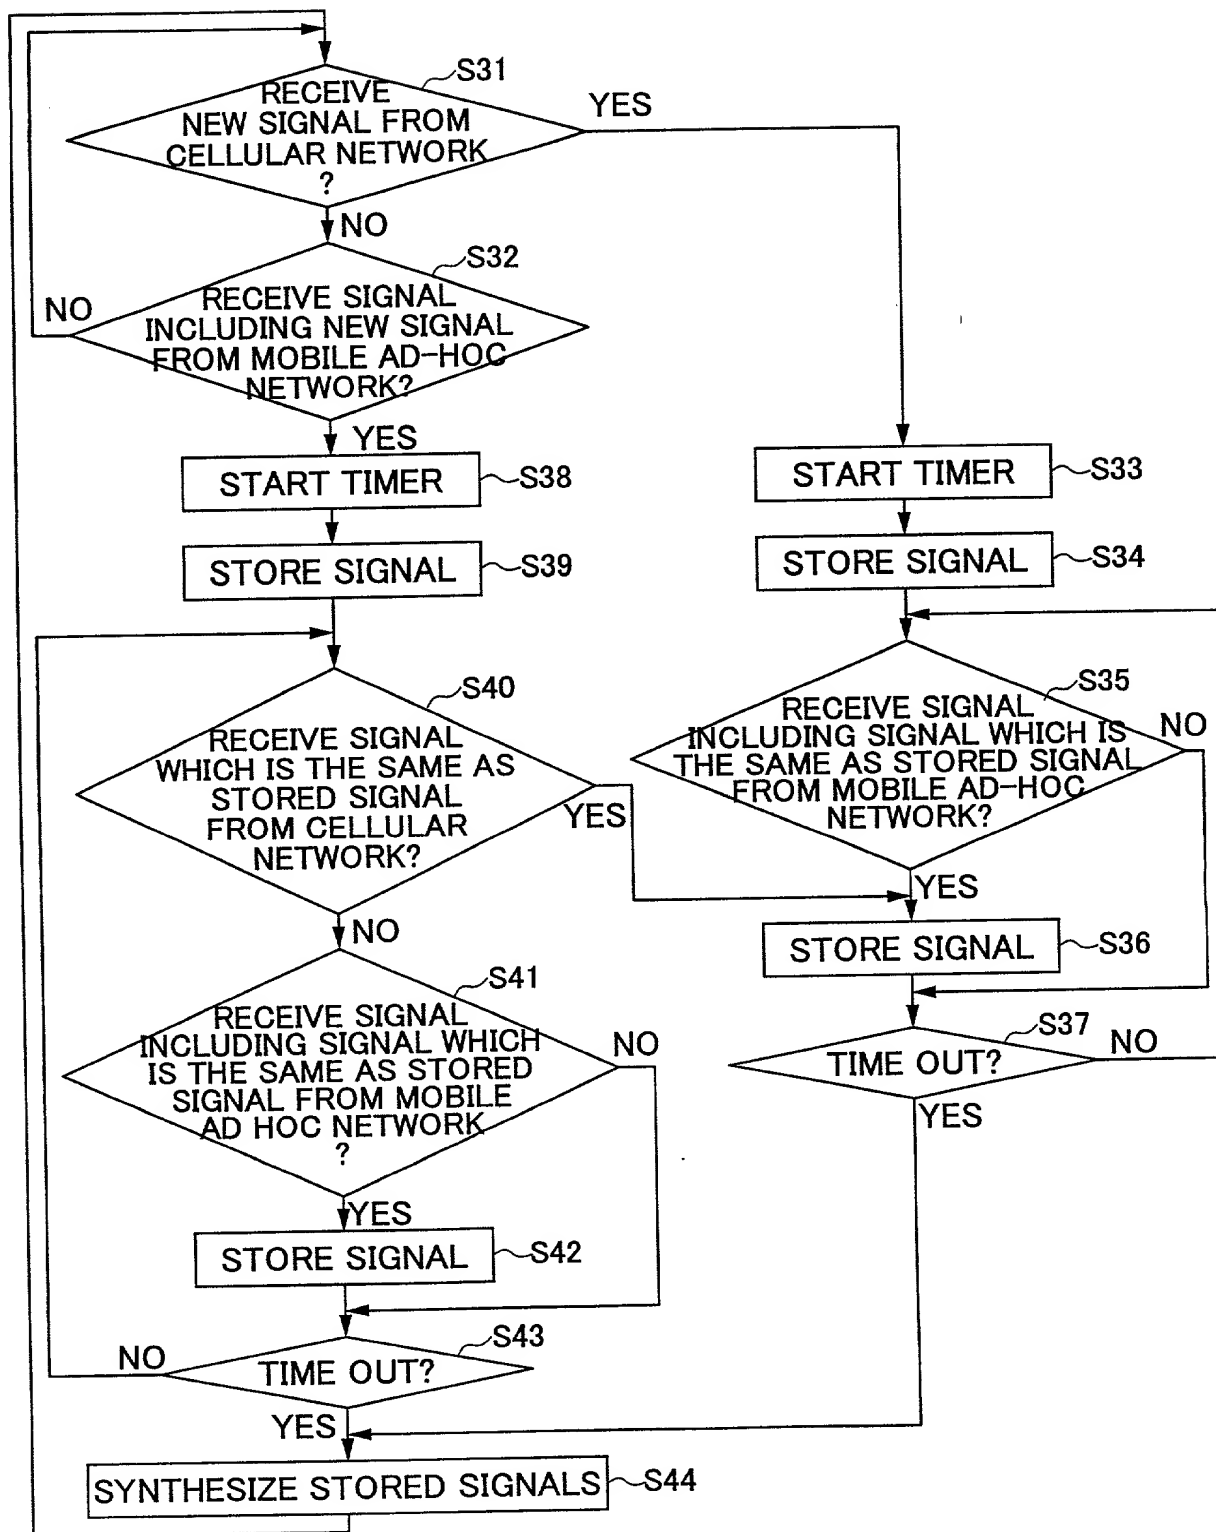 S31
RECEIVE
NEW SIGNAL FROM
CELLULAR NETWORK
?
YES
NO
S32
RECEIVE SIGNAL
INCLUDING NEW SIGNAL
FROM MOBILE AD-HOC
NETWORK?
NO
YES
START TIMER
S38
START TIMER
S33
STORE SIGNAL
S39
STORE SIGNAL
S34
S40
RECEIVE SIGNAL
WHICH IS THE SAME AS
STORED SIGNAL
FROM CELLULAR
NETWORK?
YES
NO
S35
RECEIVE SIGNAL
INCLUDING SIGNAL WHICH IS
THE SAME AS STORED SIGNAL
FROM MOBILE AD-HOC
NETWORK?
NO
YES
STORE SIGNAL
S36
S41
RECEIVE SIGNAL
INCLUDING SIGNAL WHICH
IS THE SAME AS STORED
SIGNAL FROM MOBILE
AD HOC NETWORK
?
NO
YES
S37
TIME OUT?
NO
YES
STORE SIGNAL
S42
S43
TIME OUT?
NO
YES
SYNTHESIZE STORED SIGNALS
S44